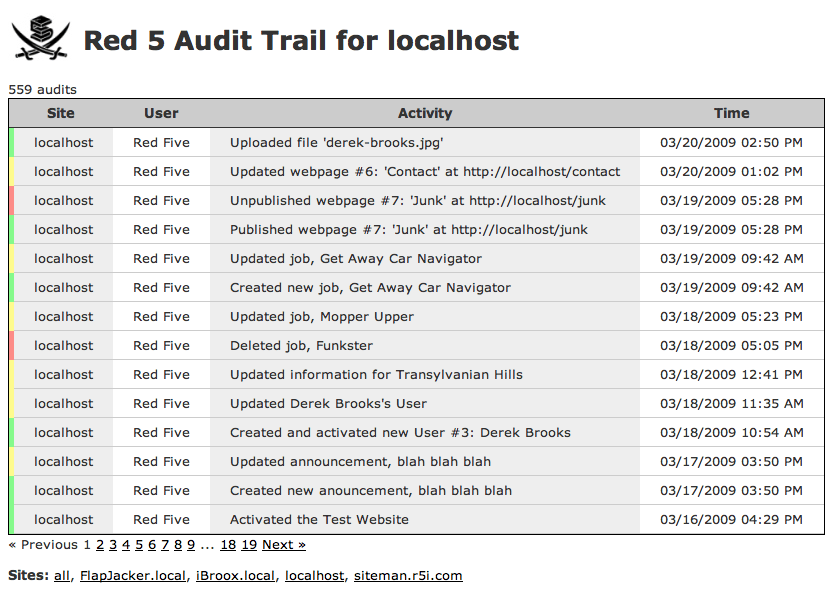 Red 5 Audit Trail for localhost
559 audits
Site User Activity Time
localhost Red Five Uploaded file 'derek-brooks.jpg' 03/20/2009 02:50 PM
localhost Red Five Updated webpage #6: 'Contact' at http://localhost/contact 03/20/2009 01:02 PM
localhost Red Five Unpublished webpage #7: 'Junk' at http://localhost/junk 03/19/2009 05:28 PM
localhost Red Five Published webpage #7: 'Junk' at http://localhost/junk 03/19/2009 05:28 PM
localhost Red Five Updated job, Get Away Car Navigator 03/19/2009 09:42 AM
localhost Red Five Created new job, Get Away Car Navigator 03/19/2009 09:42 AM
localhost Red Five Updated job, Mopper Upper 03/18/2009 05:23 PM
localhost Red Five Deleted job, Funkster 03/18/2009 05:05 PM
localhost Red Five Updated information for Transylvanian Hills 03/18/2009 12:41 PM
localhost Red Five Updated Derek Brooks's User 03/18/2009 11:35 AM
localhost Red Five Created and activated new User #3: Derek Brooks 03/18/2009 10:54 AM
localhost Red Five Updated announcement, blah blah blah 03/17/2009 03:50 PM
localhost Red Five Created new anouncement, blah blah blah 03/17/2009 03:50 PM
localhost Red Five Activated the Test Website 03/16/2009 04:29 PM
« Previous 1 2 3 4 5 6 7 8 9 ... 18 19 Next »
Sites: all, FlapJacker.local, iBroox.local, localhost, siteman.r5i.com